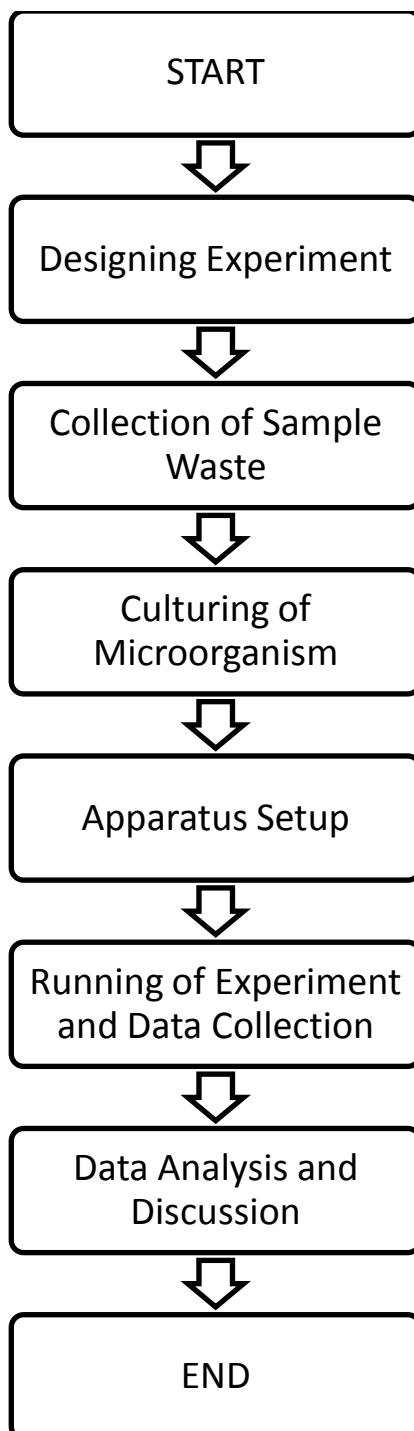 START
Designing Experiment
Collection of Sample
Waste
Culturing of
Microorganism
Apparatus Setup
Running of Experiment
and Data Collection
Data Analysis and
Discussion
END